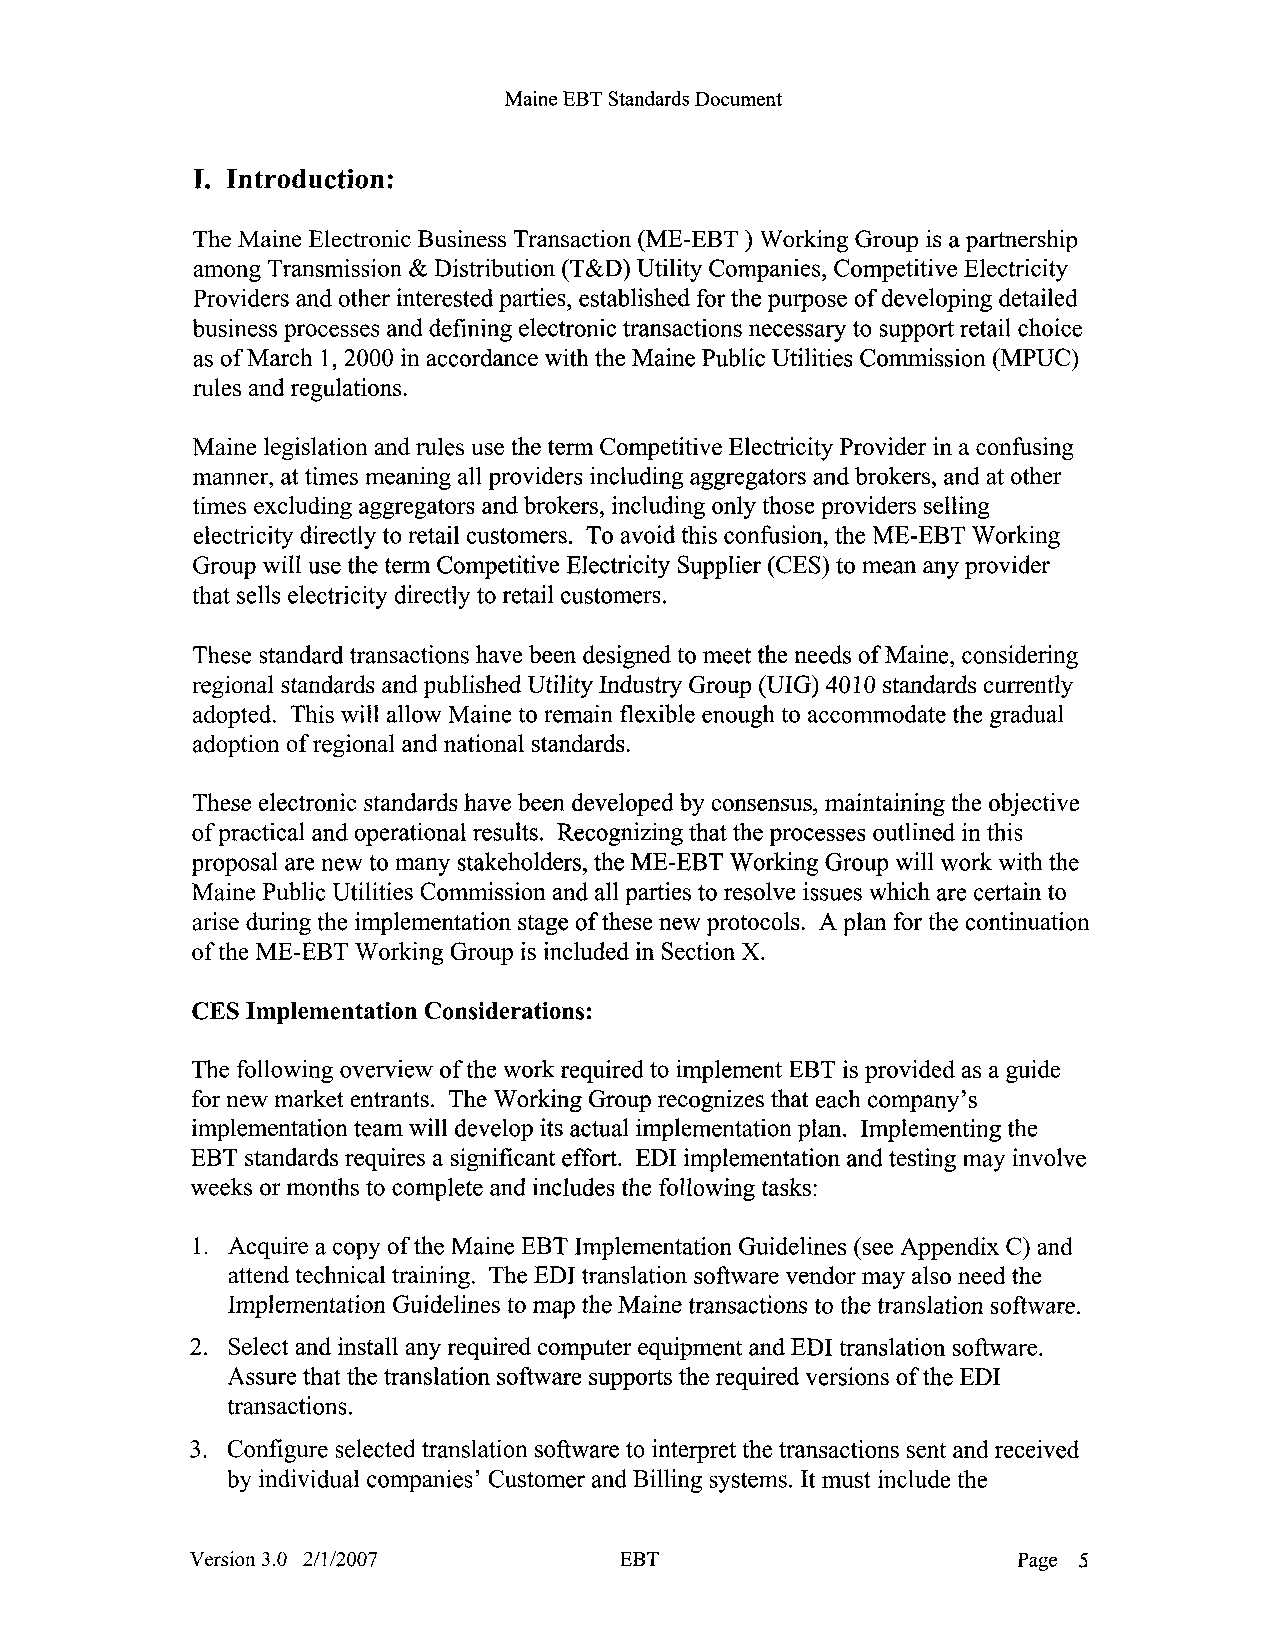 Maine EBT Standards Document
I. Introduction:
The Maine Electronic Business Transaction (ME-EBT ) Working Group is a partnership
among Transmission & Distribution (T&D) Utility Companies, Competitive Electricity
Providers and other interested parties, established for the purpose of developing detailed
business processes and defining electronic transactions necessary to support retail choice
as of March 1, 2000 in accordance with the Maine Public Utilities Commission (MPUC)
rules and regulations.
Maine legislation and rules use the term Competitive Electricity Provider in a confusing
manner, at times meaning all providers including aggregators and brokers, and at other
times excluding aggregators and brokers, including only those providers selling
electricity directly to retail customers. To avoid this confusion, the ME-EBT Working
Group will use the term Competitive Electricity Supplier (CES) to mean any provider
that sells electricity directly to retail customers.
These standard transactions have been designed to meet the needs of Maine, considering
regional standards and published Utility Industry Group (UIG) 4010 standards currently
adopted. This will allow Maine to remain flexible enough to accommodate the gradual
adoption of regional and national standards.
These electronic standards have been developed by consensus, maintaining the objective
of practical and operational results. Recognizing that the processes outlined in this
proposal are new to many stakeholders, the ME-EBT Working Group will work with the
Maine Public Utilities Commission and all parties to resolve issues which are certain to
arise during the implementation stage of these new protocols. A plan for the continuation
of the ME-EBT Working Group is included in Section X.
CES Implementation Considerations:
The following overview of the work required to implement EBT is provided as a guide
for new market entrants. The Working Group recognizes that each company's
implementation team will develop its actual implementation plan. Implementing the
EBT standards requires a significant effort. EDI implementation and testing may involve
weeks or months to complete and includes the following tasks:
1. Acquire a copy of the Maine EBT Implementation Guidelines (see Appendix C) and
attend technical training. The EDI translation software vendor may also need the
Implementation Guidelines to map the Maine transactions to the translation software.
2. Select and install any required computer equipment and EDI translation software.
Assure that the translation software supports the required versions of the EDI
transactions.
3. Configure selected translation software to interpret the transactions sent and received
by individual companies' Customer and Billing systems. It must include the
Version 3.0 2/1/2007 EBT Page 5